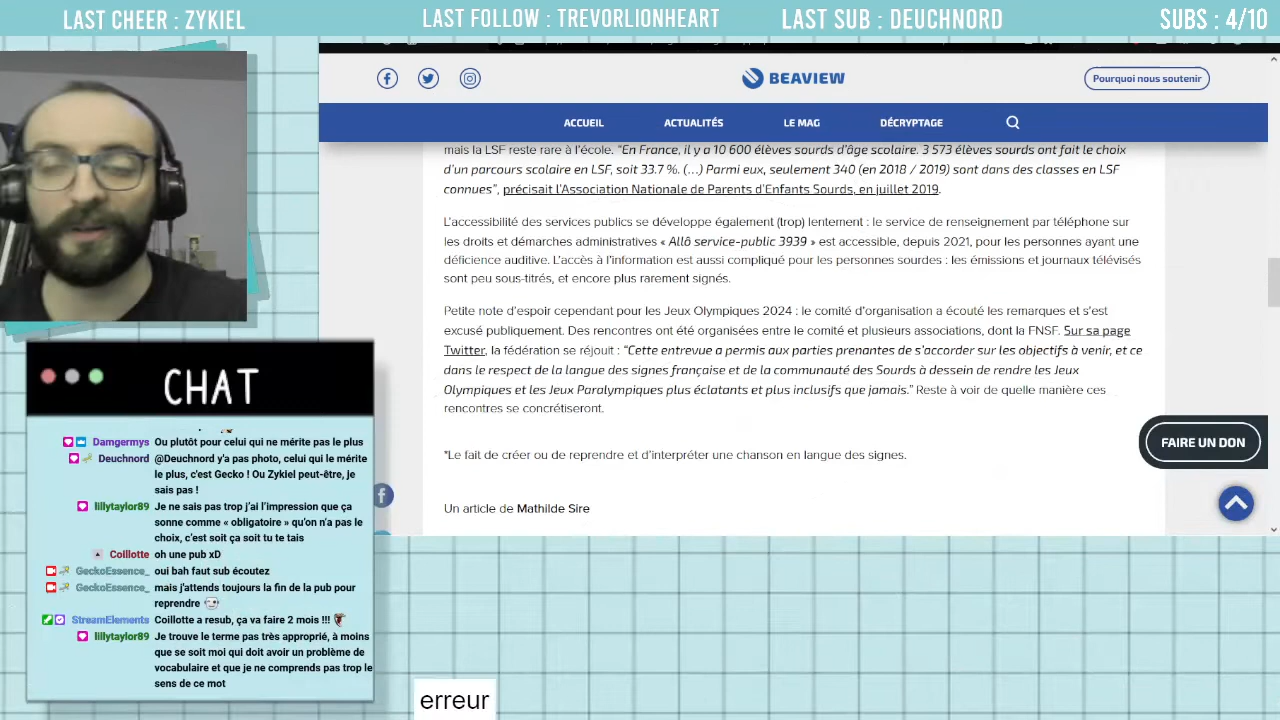 LAST CHEER : ZYKIEL
LAST FOLLOW : TREVORLIONHEART
LAST SUB : DEUCHNORD
SUBS : 4/10
BEAVIEW
Pourquoi nous soutenir
ACCUEIL
ACTUALITÉS
LE MAG
DÉCRYPTAGE
mais la LSF reste rare à l'école. "En France, il y a 10 600 élèves sourds d'âge scolaire. 3 573 élèves sourds ont fait le choix
d'un parcours scolaire en LSF, soit 33.7 %. (…) Parmi eux, seulement 340 (en 2018 / 2019) sont dans des classes en LSF
connues", précisait l'Association Nationale de Parents d'Enfants Sourds, en juillet 2019.
L'accessibilité des services publics se développe également (trop) lentement : le service de renseignement par téléphone sur
les droits et démarches administratives « Allô service-public 3939 » est accessible, depuis 2021, pour les personnes ayant une
déficience auditive. L'accès à l'information est aussi compliqué pour les personnes sourdes : les émissions et journaux télévisés
sont peu sous-titrés, et encore plus rarement signés.
Petite note d'espoir cependant pour les Jeux Olympiques 2024 : le comité d'organisation a écouté les remarques et s'est
excusé publiquement. Des rencontres ont été organisées entre le comité et plusieurs associations, dont la FNSF. Sur sa page
Twitter, la fédération se réjouit : "Cette entrevue a permis aux parties prenantes de s'accorder sur les objectifs à venir, et ce
dans le respect de la langue des signes française et de la communauté des Sourds à dessein de rendre les Jeux
Olympiques et les Jeux Paralympiques plus éclatants et plus inclusifs que jamais." Reste à voir de quelle manière ces
rencontres se concrétiseront.
*Le fait de créer ou de reprendre et d'interpréter une chanson en langue des signes.
Un article de Mathilde Sire
FAIRE UN DON
CHAT
Damgermys Ou plutôt pour celui qui ne mérite pas le plus
Deuchnord @Deuchnord y'a pas photo, celui qui le mérite
le plus, c'est Gecko ! Ou Zykiel peut-être, je
sais pas !
lillytaylor89 Je ne sais pas trop j'ai l'impression que ça
sonne comme « obligatoire » qu'on n'a pas le
choix, c'est soit ça soit tu te tais
Coillotte oh une pub xD
GeckoEssence_ oui bah faut sub écoutez
GeckoEssence_ mais j'attends toujours la fin de la pub pour
reprendre
StreamElements Coillotte a resub, ça va faire 2 mois !!!
lillytaylor89 Je trouve le terme pas très approprié, à moins
que se soit moi qui doit avoir un problème de
vocabulaire et que je ne comprends pas trop le
sens de ce mot
erreur